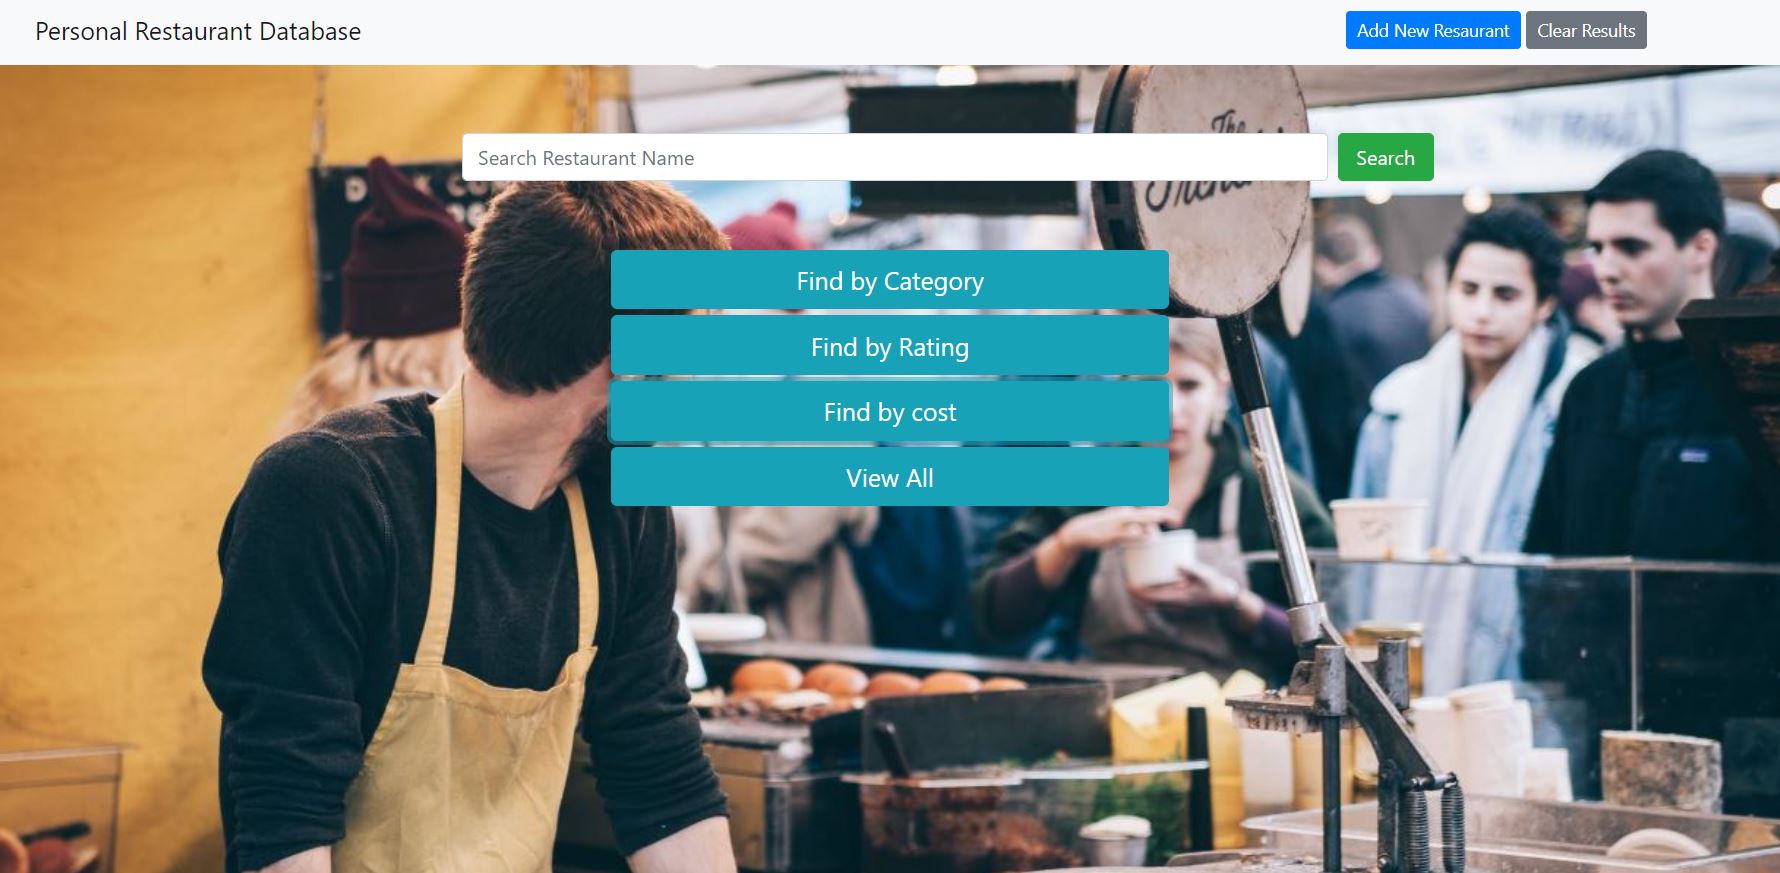 Personal Restaurant Database
Add New Resaurant
Clear Results
Search Restaurant Name
Search
Find by Category
Find by Rating
Find by cost
View All
The